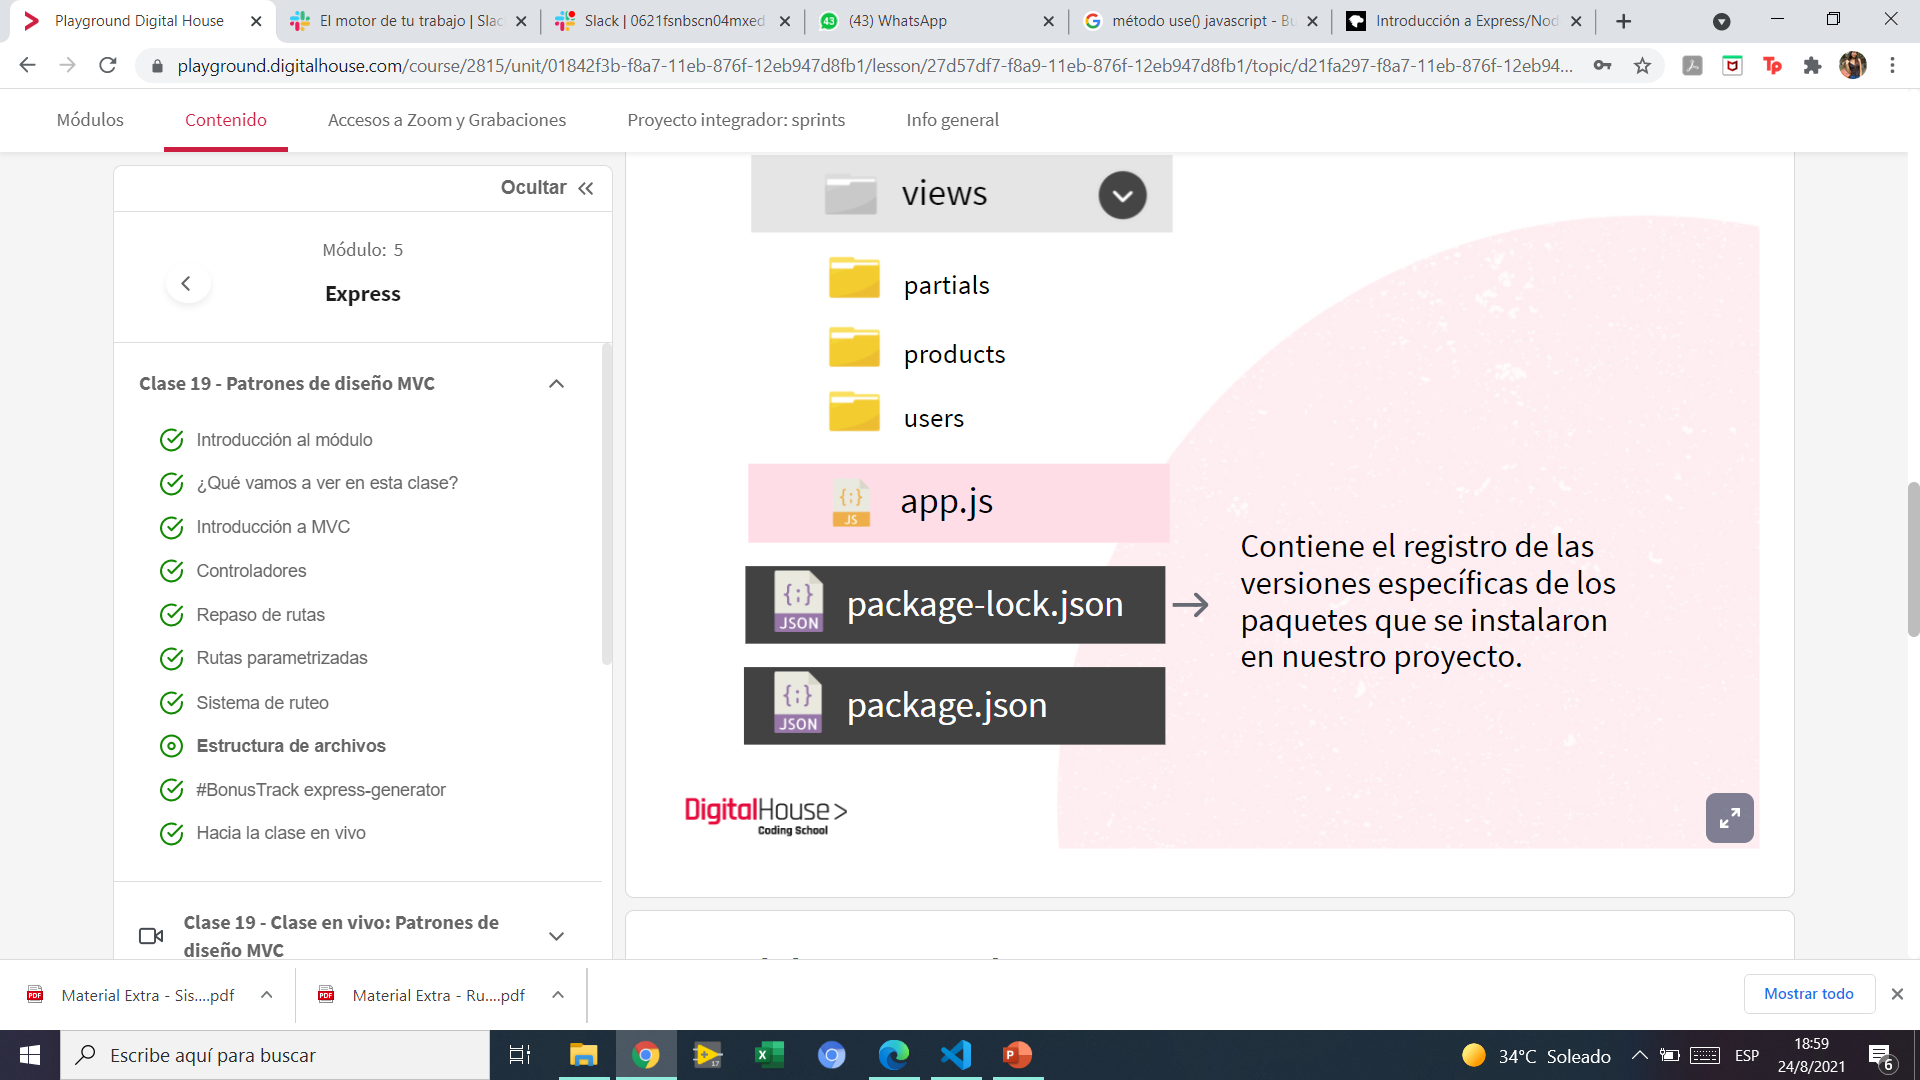 Playground Digital House
El motor de tu trabajo | Slac
Slack | 0621fsnbscn04mxed
(43) WhatsApp
método use() javascript - Bu
Introducción a Express/Nod
playground.digitalhouse.com/course/2815/unit/01842f3b-f8a7-11eb-876f-12eb947d8fb1/lesson/27d57df7-f8a9-11eb-876f-12eb947d8fb1/topic/d21fa297-f8a7-11eb-876f-12eb94...
Módulos
Contenido
Accesos a Zoom y Grabaciones
Proyecto integrador: sprints
Info general
Ocultar
Módulo: 5
Express
Clase 19 - Patrones de diseño MVC
Introducción al módulo
¿Qué vamos a ver en esta clase?
Introducción a MVC
Controladores
Repaso de rutas
Rutas parametrizadas
Sistema de ruteo
Estructura de archivos
#BonusTrack express-generator
Hacia la clase en vivo
Clase 19 - Clase en vivo: Patrones de
diseño MVC
views
partials
products
users
{;} JS
app.js
{;} JSON
package-lock.json
{;} JSON
package.json
Contiene el registro de las
versiones específicas de los
paquetes que se instalaron
en nuestro proyecto.
DigitalHouse>
Coding School
Material Extra - Sis....pdf
Material Extra - Ru....pdf
Mostrar todo
Escribe aquí para buscar
34°C Soleado
ESP
18:59
24/8/2021
6